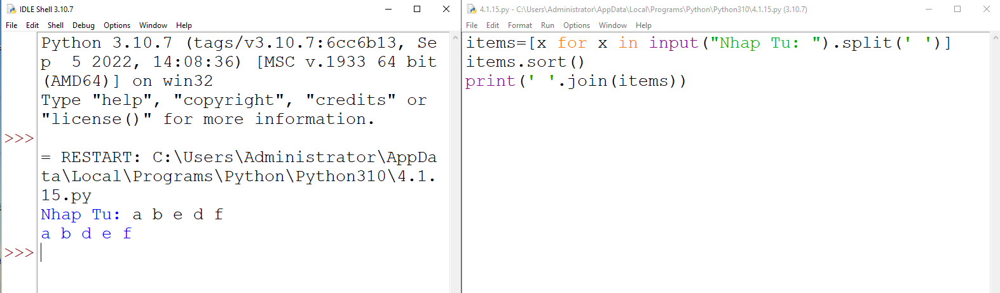 IDLE Shell 3.10.7
File Edit Shell Debug Options Window Help
Python 3.10.7 (tags/v3.10.7:6cc6b13, Se
p  5 2022, 14:08:36) [MSC v.1933 64 bit
(AMD64)] on win32
Type "help", "copyright", "credits" or
"license()" for more information.
>>>
= RESTART: C:\Users\Administrator\AppDa
ta\Local\Programs\Python\Python310\4.1.
15.py
Nhap Tu: a b e d f
a b d e f
>>>
4.1.15.py - C:\Users\Administrator\AppData\Local\Programs\Python\Python310\4.1.15.py (3.10.7)
File Edit Format Run Options Window Help
items=[x for x in input("Nhap Tu: ").split(' ')]
items.sort()
print(' '.join(items))